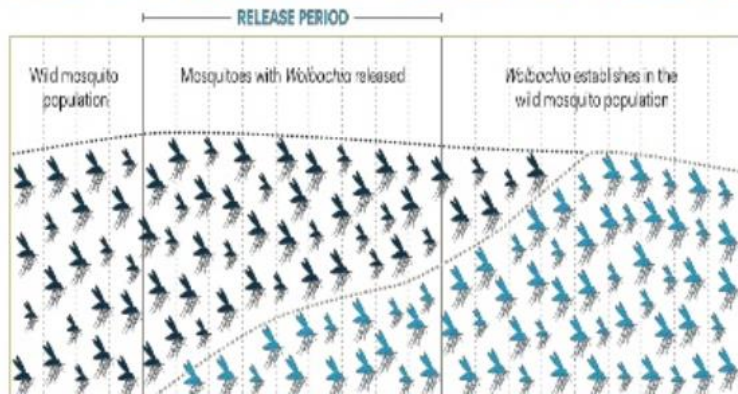 RELEASE PERIOD
Wild mosquito
population
Mosquitoes with Wolbachia released
Wolbachia establishes in the
wild mosquito population